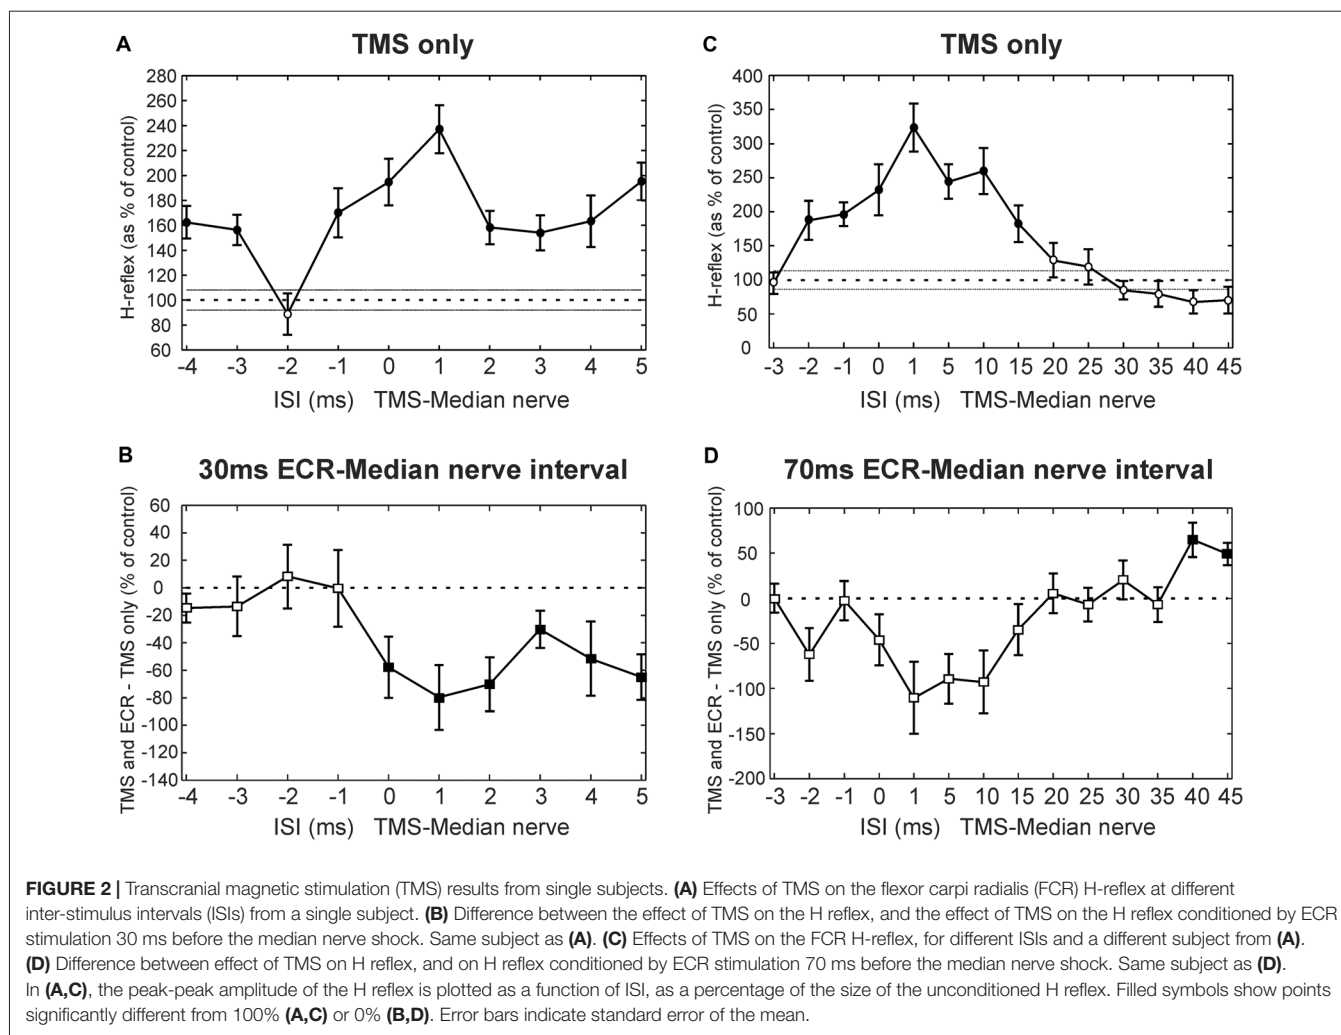 A
TMS only
280
260
240
220
200
180
160
140
120
100
80
60
H-reflex (as % of control)
-4 -3 -2 -1 0 1 2 3 4 5
ISI (ms) TMS-Median nerve
C
TMS only
400
350
300
250
200
150
100
50
0
H-reflex (as % of control)
-3 -2 -1 0 1 5 10 15 20 25 30 35 40 45
ISI (ms) TMS-Median nerve
B
30ms ECR-Median nerve interval
60
40
20
0
-20
-40
-60
-80
-100
-120
-140
TMS and ECR - TMS only (% of control)
-4 -3 -2 -1 0 1 2 3 4 5
ISI (ms) TMS-Median nerve
D
70ms ECR-Median nerve interval
100
50
0
-50
-100
-150
-200
TMS and ECR - TMS only (% of control)
-3 -2 -1 0 1 5 10 15 20 25 30 35 40 45
ISI (ms) TMS-Median nerve
FIGURE 2 | Transcranial magnetic stimulation (TMS) results from single subjects. (A) Effects of TMS on the flexor carpi radialis (FCR) H-reflex at different
inter-stimulus intervals (ISIs) from a single subject. (B) Difference between the effect of TMS on the H reflex, and the effect of TMS on the H reflex conditioned by ECR
stimulation 30 ms before the median nerve shock. Same subject as (A). (C) Effects of TMS on the FCR H-reflex, for different ISIs and a different subject from (A).
(D) Difference between effect of TMS on H reflex, and on H reflex conditioned by ECR stimulation 70 ms before the median nerve shock. Same subject as (D).
In (A,C), the peak-peak amplitude of the H reflex is plotted as a function of ISI, as a percentage of the size of the unconditioned H reflex. Filled symbols show points
significantly different from 100% (A,C) or 0% (B,D). Error bars indicate standard error of the mean.